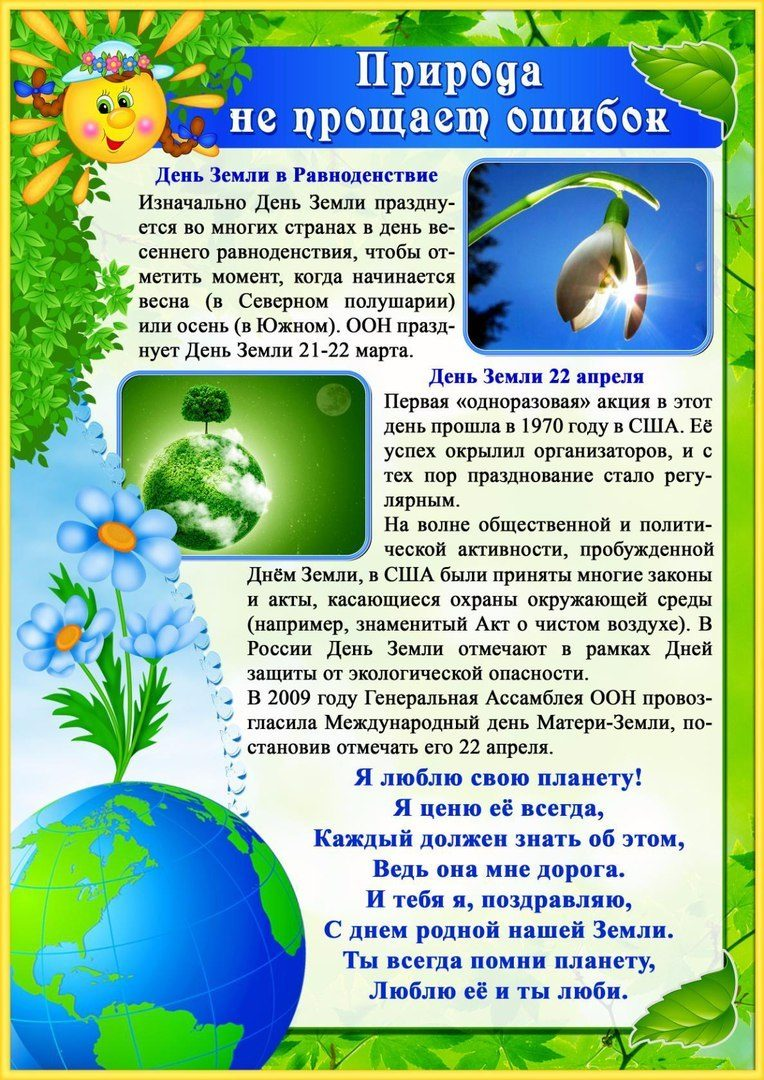 Природа
не прощает ошибок
День Земли в Равноденствие
Изначально День Земли праздну-
ется во многих странах в день ве-
сеннего равноденствия, чтобы от-
метить момент, когда начинается
весна (в Северном полушарии)
или осень (в Южном). ООН празд-
нует День Земли 21-22 марта.
День Земли 22 апреля
Первая «одноразовая» акция в этот
день прошла в 1970 году в США. Её
успех окрылил организаторов, и с
тех пор празднование стало регу-
лярным.
На волне общественной и полити-
ческой активности, пробужденной
Днём Земли, в США были приняты многие законы
и акты, касающиеся охраны окружающей среды
(например, знаменитый Акт о чистом воздухе). В
России День Земли отмечают в рамках Дней
защиты от экологической опасности.
В 2009 году Генеральная Ассамблея ООН провоз-
гласила Международный день Матери-Земли, по-
становив отмечать его 22 апреля.
Я люблю свою планету!
Я ценю её всегда,
Каждый должен знать об этом,
Ведь она мне дорога.
И тебя я, поздравляю,
С днем родной нашей Земли.
Ты всегда помни планету,
Люблю её и ты люби.